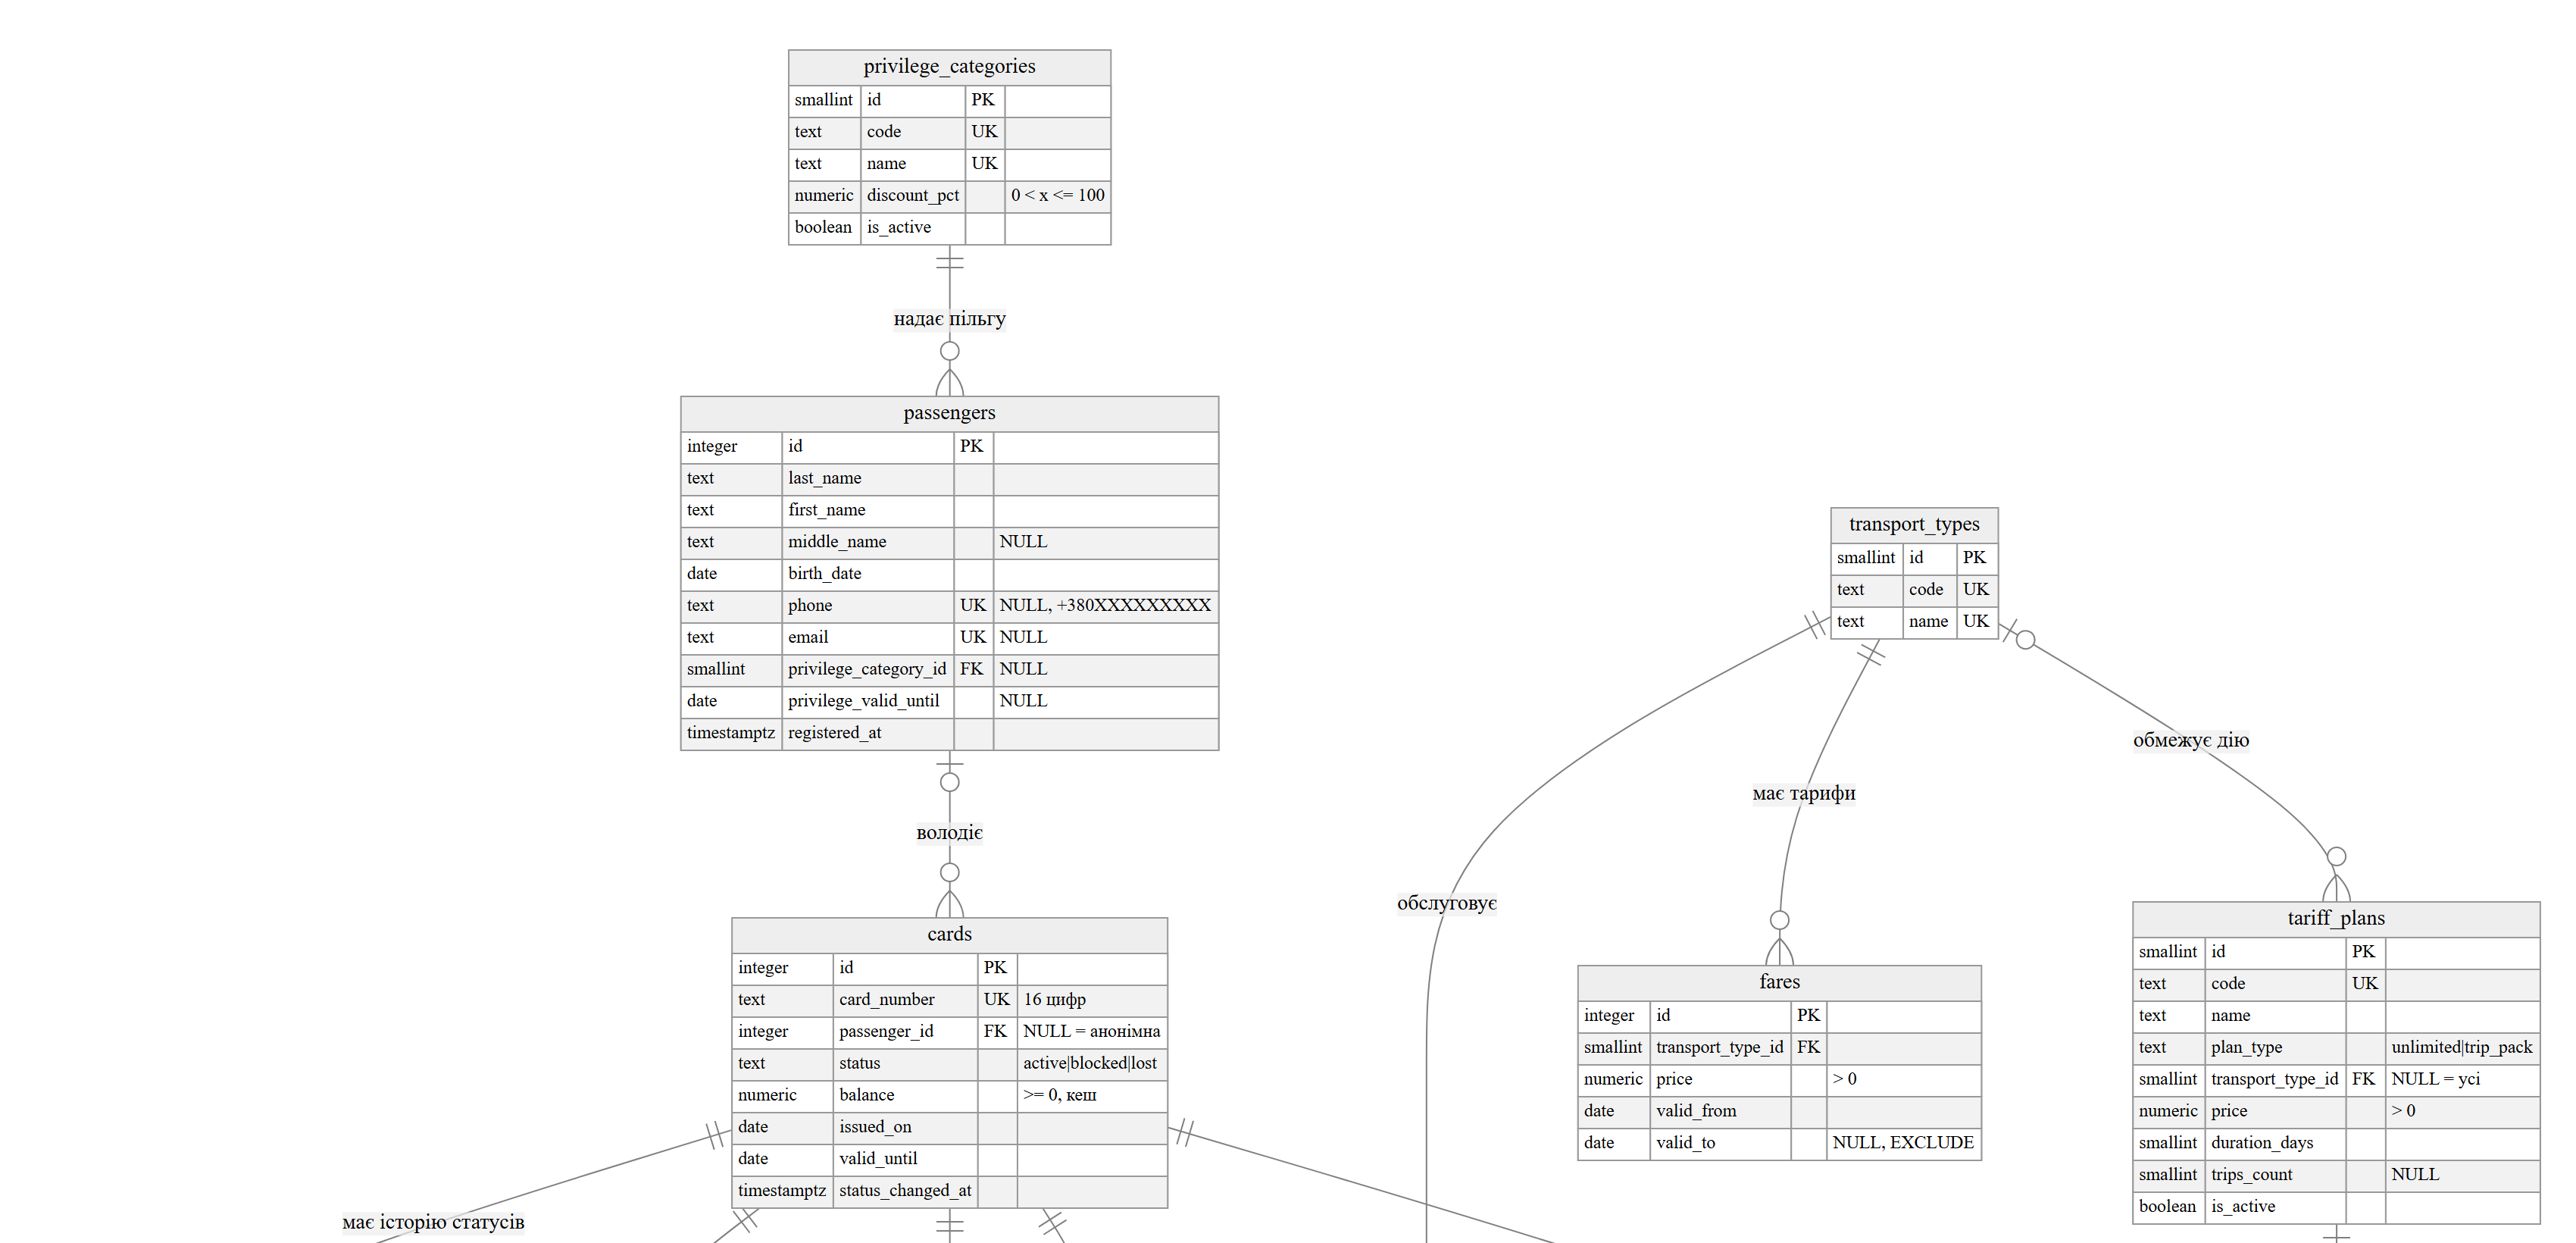 privilege_categories
smallint id PK
text code UK
text name UK
numeric discount_pct 0 < x <= 100
boolean is_active
надає пільгу
passengers
integer id PK
text last_name
text first_name
text middle_name NULL
date birth_date
text phone UK NULL, +380XXXXXXXXX
text email UK NULL
smallint privilege_category_id FK NULL
date privilege_valid_until NULL
timestamptz registered_at
володіє
cards
integer id PK
text card_number UK 16 цифр
integer passenger_id FK NULL = анонімна
text status active|blocked|lost
numeric balance >= 0, кеш
date issued_on
date valid_until
timestamptz status_changed_at
має історію статусів
transport_types
smallint id PK
text code UK
text name UK
обслуговує
має тарифи
обмежує дію
fares
integer id PK
smallint transport_type_id FK
numeric price > 0
date valid_from
date valid_to NULL, EXCLUDE
tariff_plans
smallint id PK
text code UK
text name
text plan_type unlimited|trip_pack
smallint transport_type_id FK NULL = усі
numeric price > 0
smallint duration_days
smallint trips_count NULL
boolean is_active